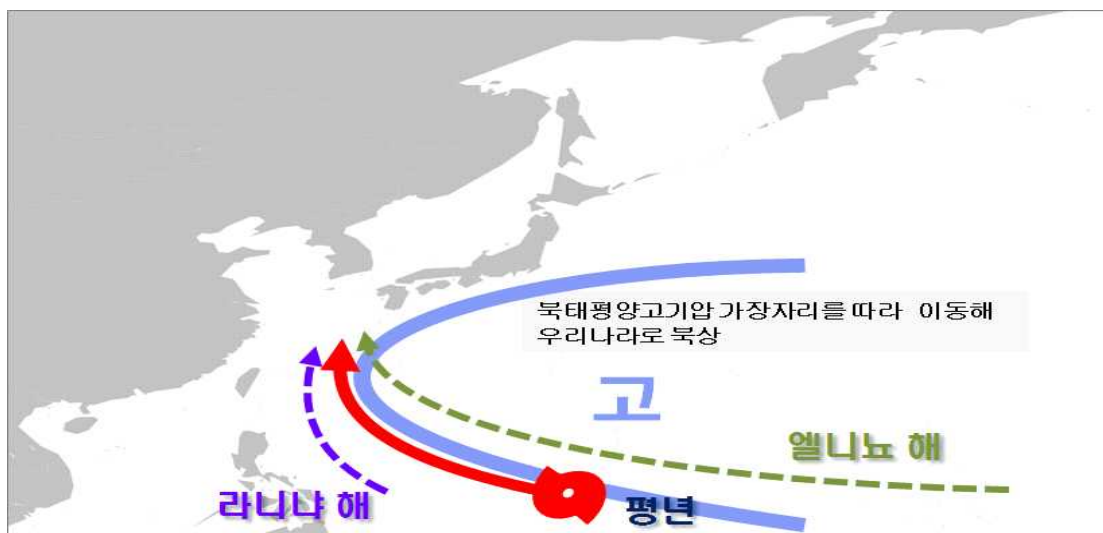 북태평양고기압 가장자리를 따라 이동해
우리나라로 북상
고
엘니뇨 해
라니냐 해
평년